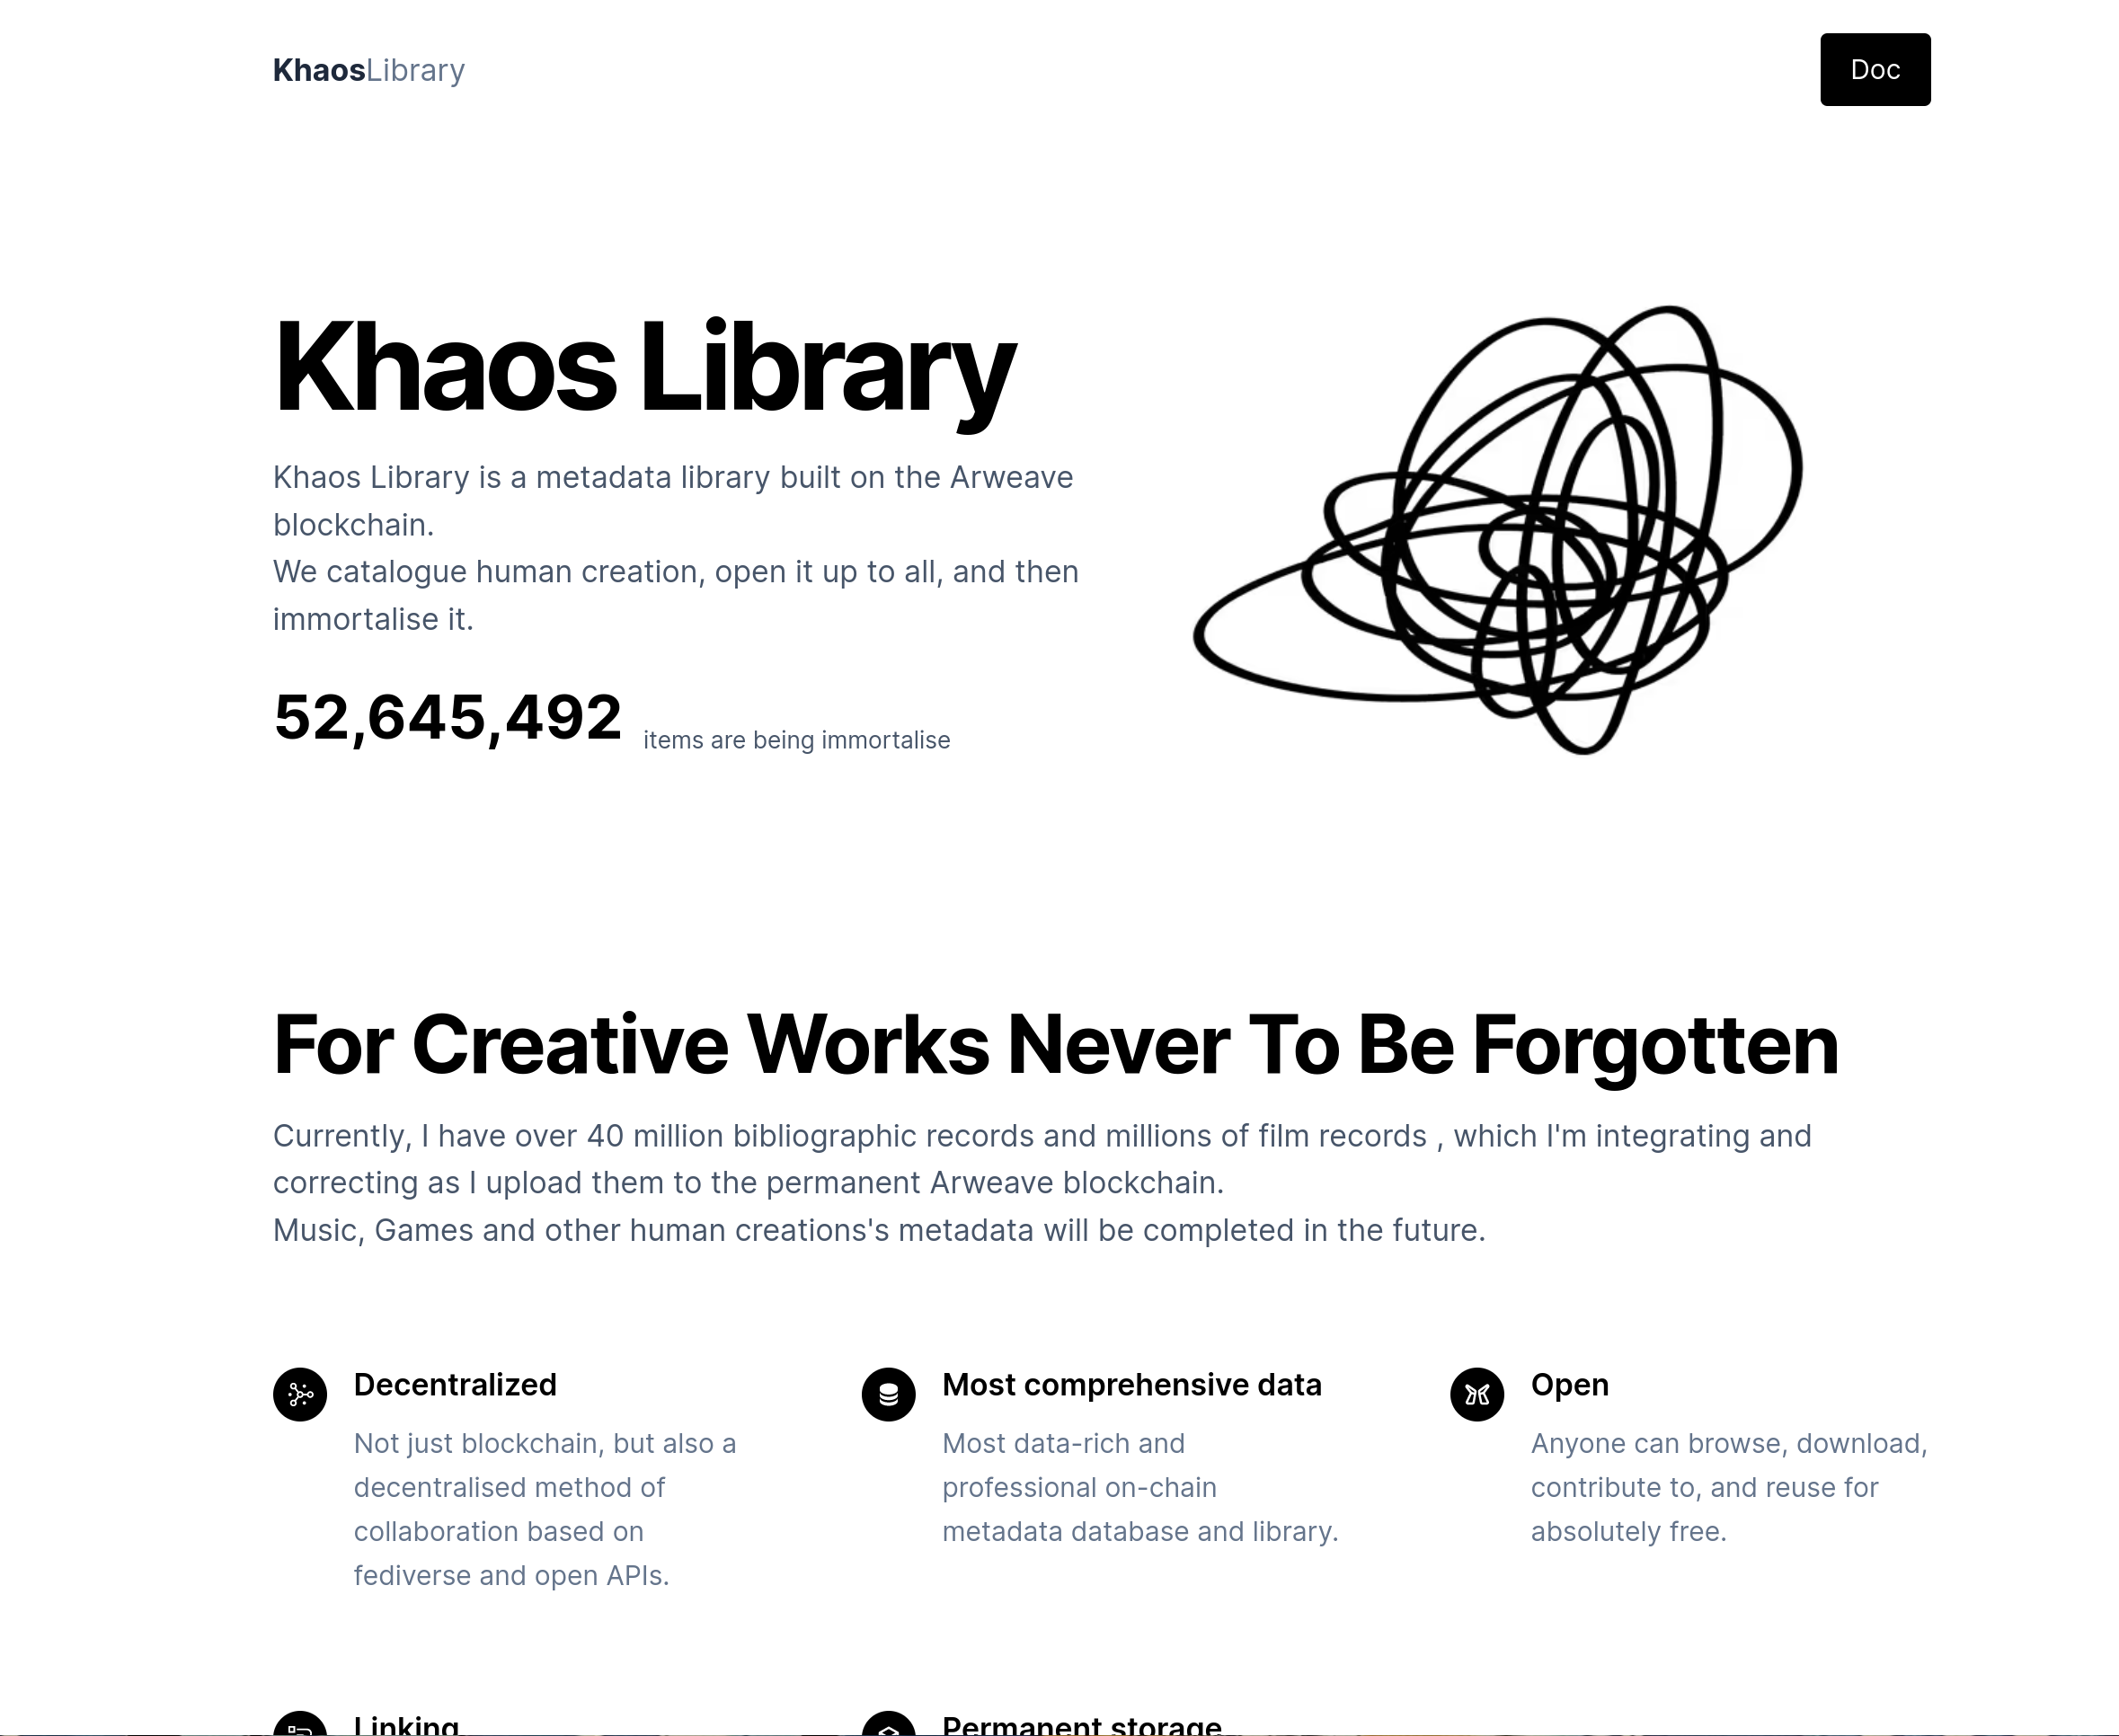 KhaosLibrary
Doc
Khaos Library
Khaos Library is a metadata library built on the Arweave
blockchain.
We catalogue human creation, open it up to all, and then
immortalise it.
52,645,492 items are being immortalise
For Creative Works Never To Be Forgotten
Currently, I have over 40 million bibliographic records and millions of film records , which I'm integrating and
correcting as I upload them to the permanent Arweave blockchain.
Music, Games and other human creations's metadata will be completed in the future.
Decentralized
Not just blockchain, but also a
decentralised method of
collaboration based on
fediverse and open APIs.
Most comprehensive data
Most data-rich and
professional on-chain
metadata database and library.
Open
Anyone can browse, download,
contribute to, and reuse for
absolutely free.
Linking
Permanent storage